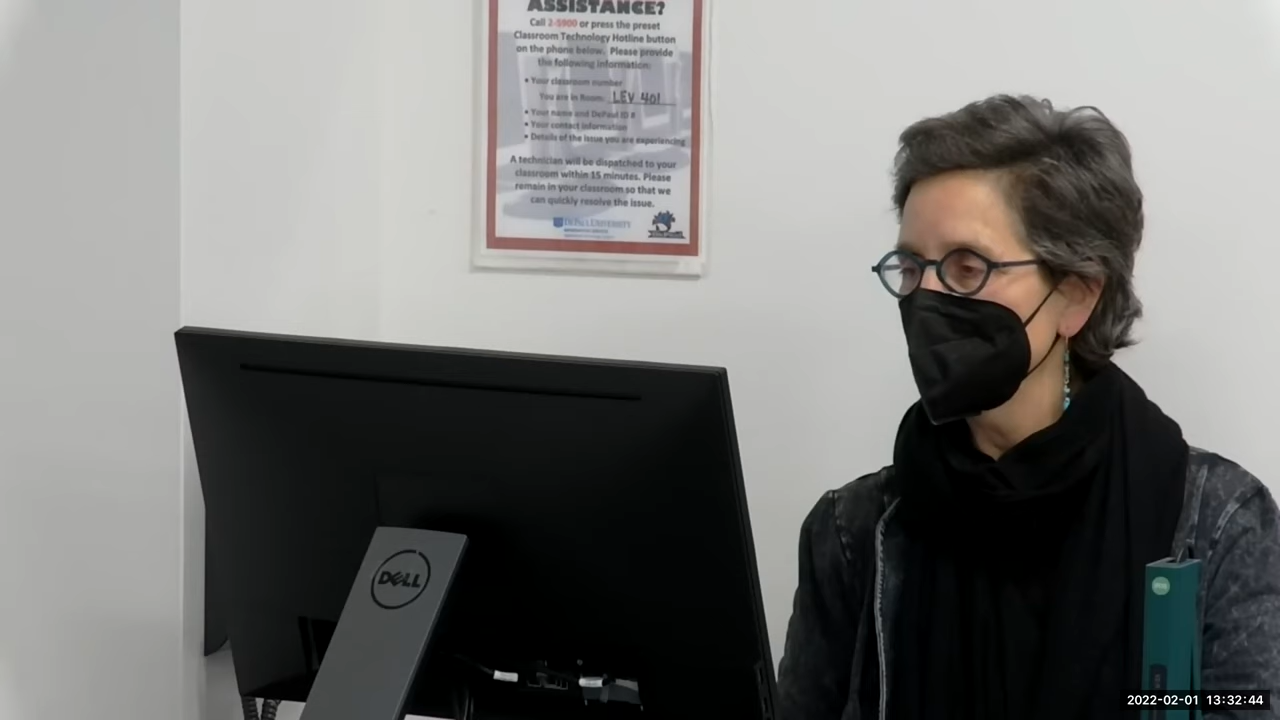 ASSISTANCE?
Call 2-5900 or press the preset
Classroom Technology Hotline button
on the phone below. Please provide
the following information:
• Your classroom number
You are in Room: LEV 401
• Your name and DePaul ID #
• Your contact information
• Details of the issue you are experiencing
A technician will be dispatched to your
classroom within 15 minutes. Please
remain in your classroom so that we
can quickly resolve the issue.
DEPAUL UNIVERSITY
DELL
2022-02-01 13:32:44